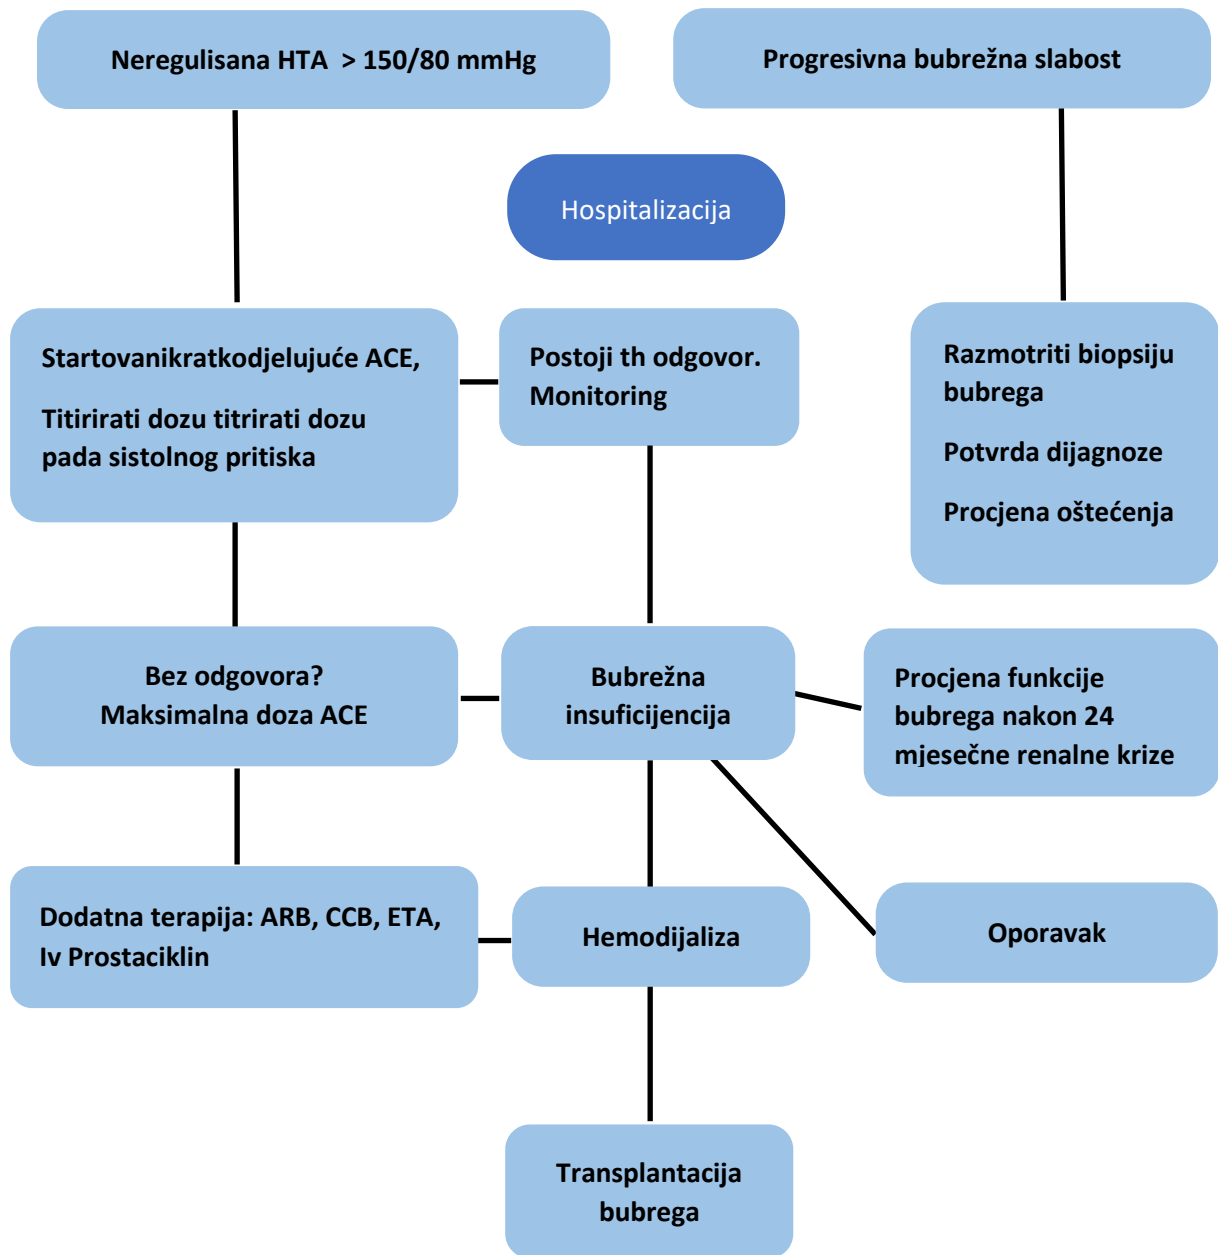 Neregulisana HTA > 150/80 mmHg
Progresivna bubrežna slabost
Hospitalizacija
Startovanikratkodjelujuće ACE,
Titirirati dozu titrirati dozu
pada sistolnog pritiska
Postoji th odgovor.
Monitoring
Razmotriti biopsiju
bubrega
Potvrda dijagnoze
Procjena oštećenja
Bez odgovora?
Maksimalna doza ACE
Bubrežna
insuficijencija
Procjena funkcije
bubrega nakon 24
mjesečne renalne krize
Dodatna terapija: ARB, CCB, ETA,
Iv Prostaciklin
Hemodijaliza
Oporavak
Transplantacija
bubrega